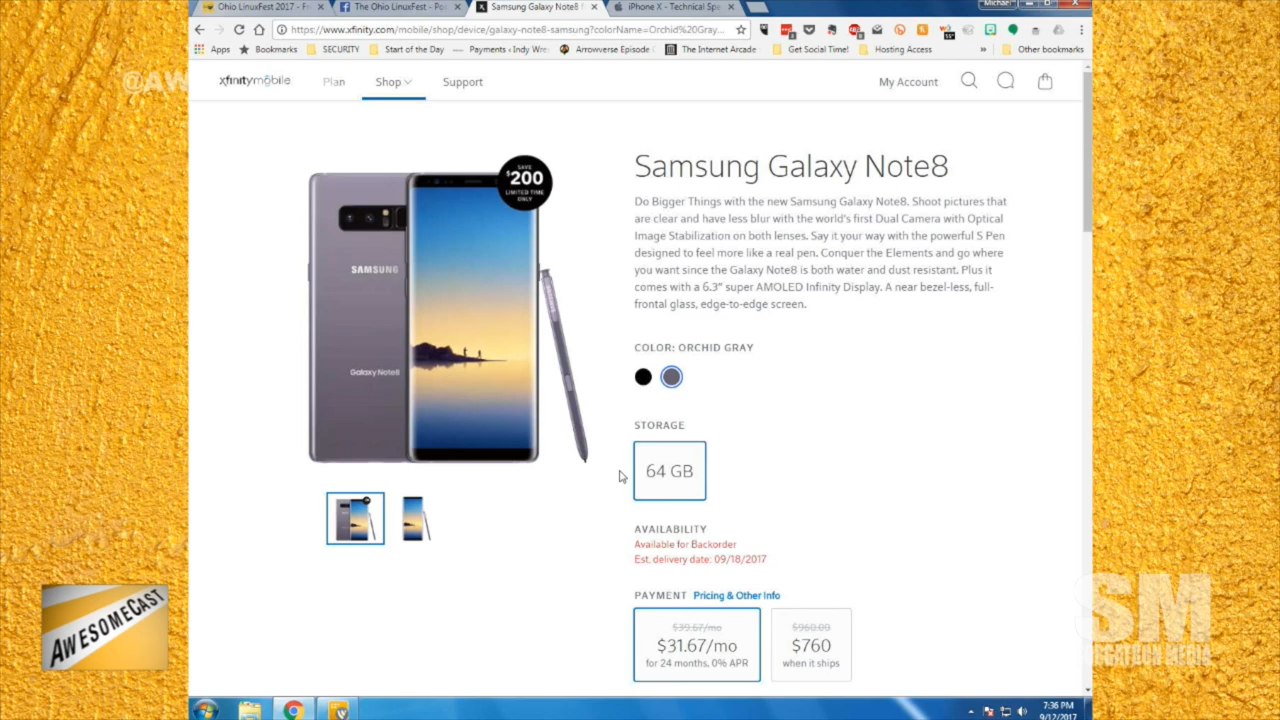 Michael
Ohio LinuxFest 2017 - F
The Ohio LinuxFest - Po
Samsung Galaxy Note8
iPhone X - Technical Spe
https://www.xfinity.com/mobile/shop/device/galaxy-note8-samsung?colorName=Orchid%20Gray...
Apps
Bookmarks
SECURITY
Start of the Day
Payments ‹ Indy Wre
Arrowverse Episode
The Internet Arcade
Get Social Time!
Hosting Access
»
Other bookmarks
@AW
xfinitymobile
Plan
Shop
Support
My Account
SAVE
$200
LIMITED TIME
ONLY
SAMSUNG
Galaxy Note8
Samsung Galaxy Note8
Do Bigger Things with the new Samsung Galaxy Note8. Shoot pictures that
are clear and have less blur with the world's first Dual Camera with Optical
Image Stabilization on both lenses. Say it your way with the powerful S Pen
designed to feel more like a real pen. Conquer the Elements and go where
you want since the Galaxy Note8 is both water and dust resistant. Plus it
comes with a 6.3" super AMOLED Infinity Display. A near bezel-less, full-
frontal glass, edge-to-edge screen.
COLOR: ORCHID GRAY
STORAGE
64 GB
AVAILABILITY
Available for Backorder
Est. delivery date: 09/18/2017
PAYMENT Pricing & Other Info
$39.67/mo
$31.67/mo
for 24 months, 0% APR
$960.00
$760
when it ships
AWESOMECAST
SM
MEDIA
7:36 PM
9/12/2017